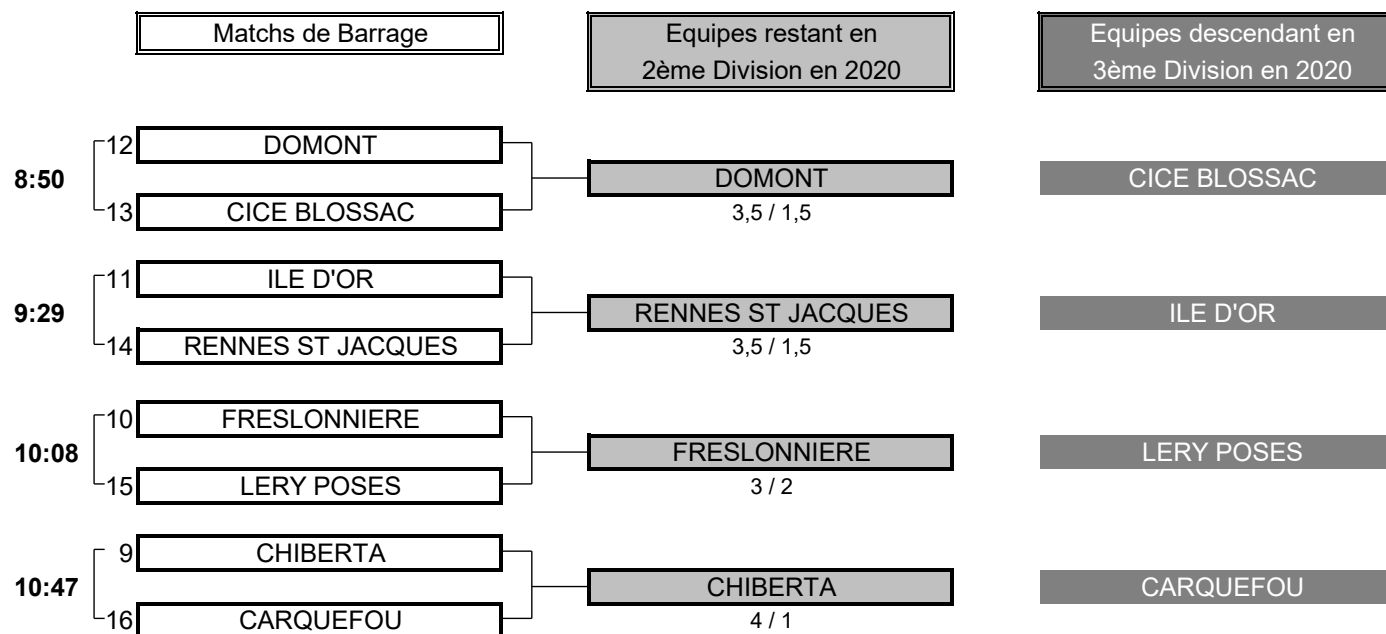 Matchs de Barrage
Equipes restant en
2ème Division en 2020
Equipes descendant en
3ème Division en 2020
8:50
12 DOMONT
13 CICE BLOSSAC
DOMONT
3,5 / 1,5
CICE BLOSSAC
9:29
11 ILE D'OR
14 RENNES ST JACQUES
RENNES ST JACQUES
3,5 / 1,5
ILE D'OR
10:08
10 FRESLONNIERE
15 LERY POSES
FRESLONNIERE
3 / 2
LERY POSES
10:47
9 CHIBERTA
16 CARQUEFOU
CHIBERTA
4 / 1
CARQUEFOU